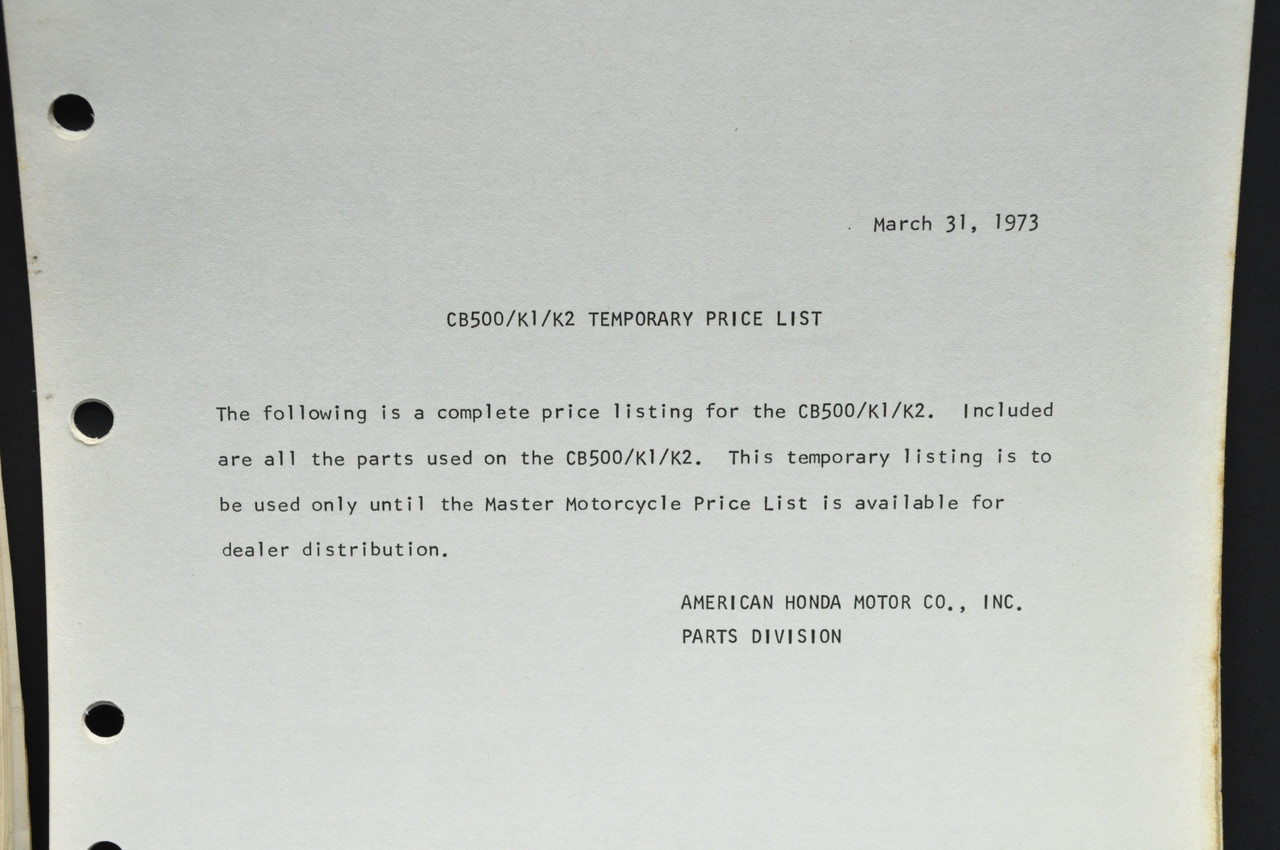 March 31, 1973
CB500/K1/K2 TEMPORARY PRICE LIST
The following is a complete price listing for the CB500/K1/K2.  Included
are all the parts used on the CB500/K1/K2.  This temporary listing is to
be used only until the Master Motorcycle Price List is available for
dealer distribution.
AMERICAN HONDA MOTOR CO., INC.
PARTS DIVISION